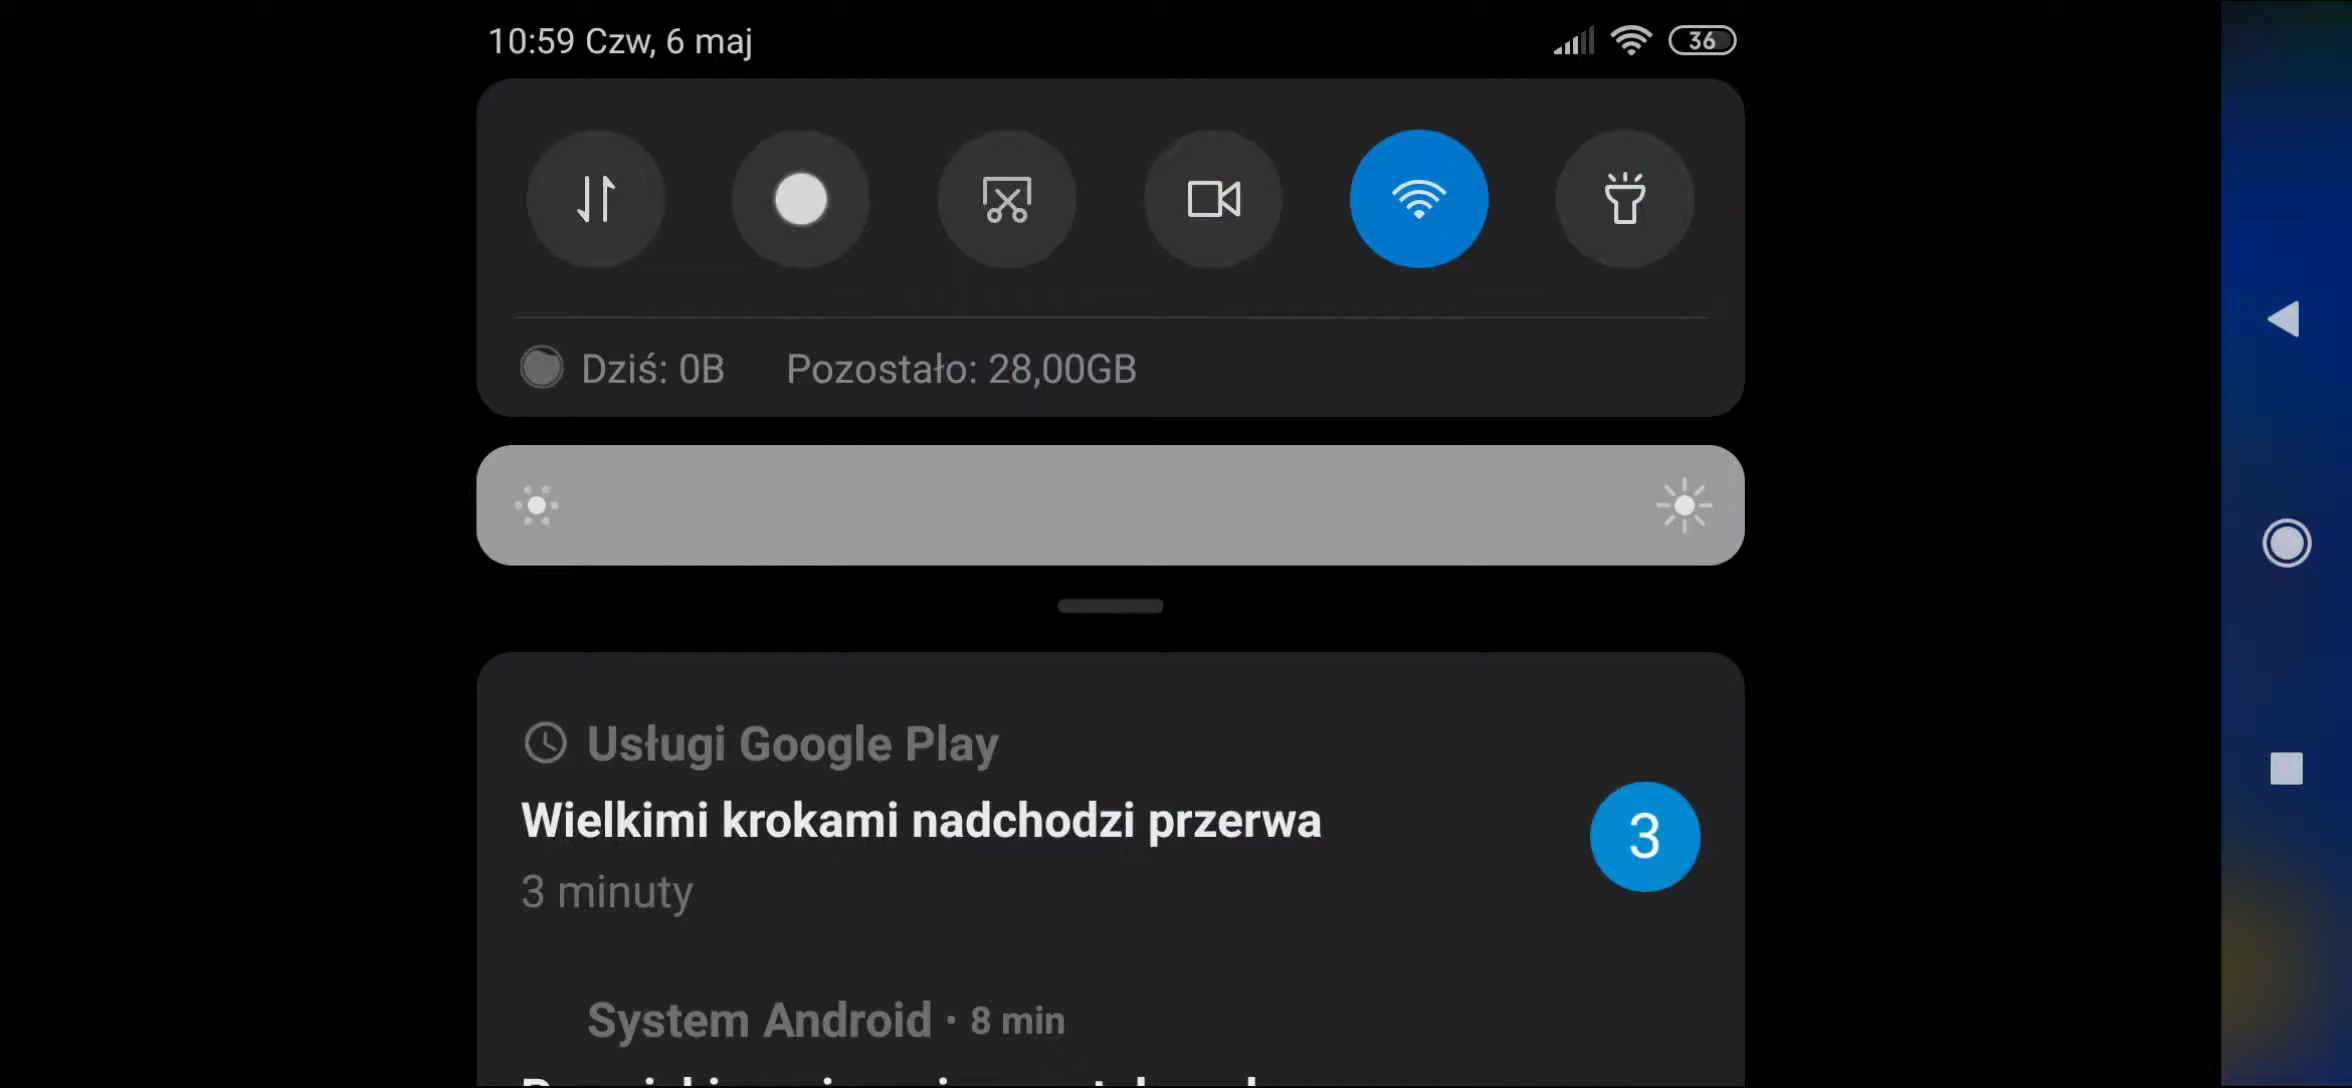 10:59 Czw, 6 maj
36
Dziś: 0B Pozostało: 28,00GB
Usługi Google Play
Wielkimi krokami nadchodzi przerwa
3
3 minuty
System Android · 8 min